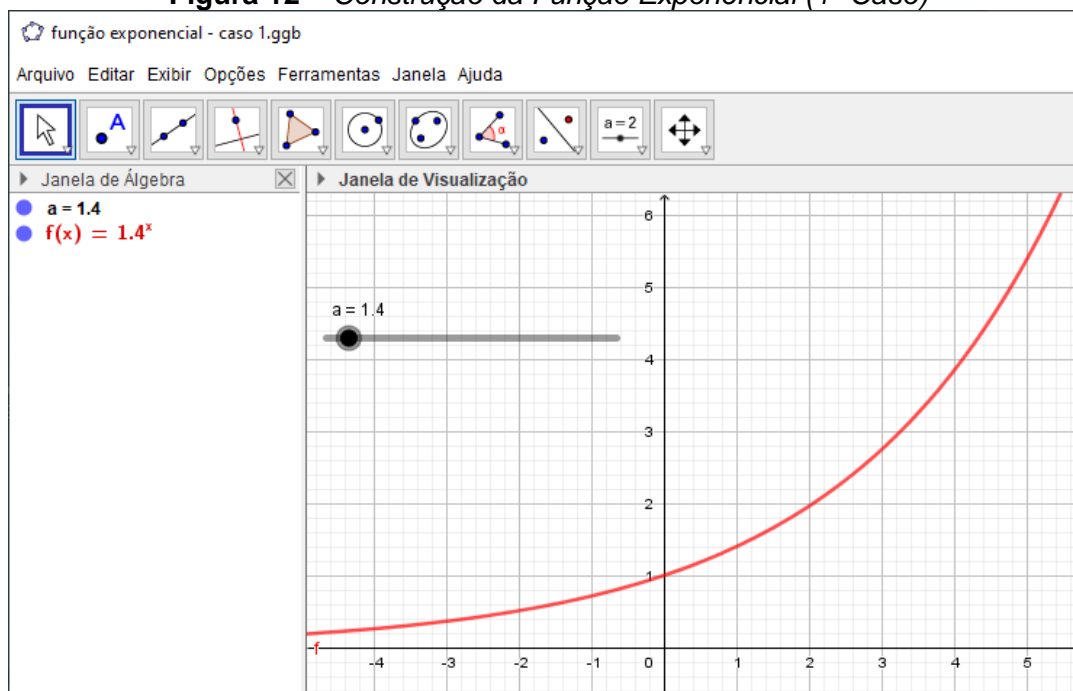 Figura 12 – Construção da Função Exponencial (1º Caso)
função exponencial - caso 1.ggb
Arquivo Editar Exibir Opções Ferramentas Janela Ajuda
A
α
a=2
Janela de Álgebra
Janela de Visualização
a = 1.4
f(x) = 1.4ˣ
a = 1.4
6
5
4
3
2
1
f
-4 -3 -2 -1 0 1 2 3 4 5